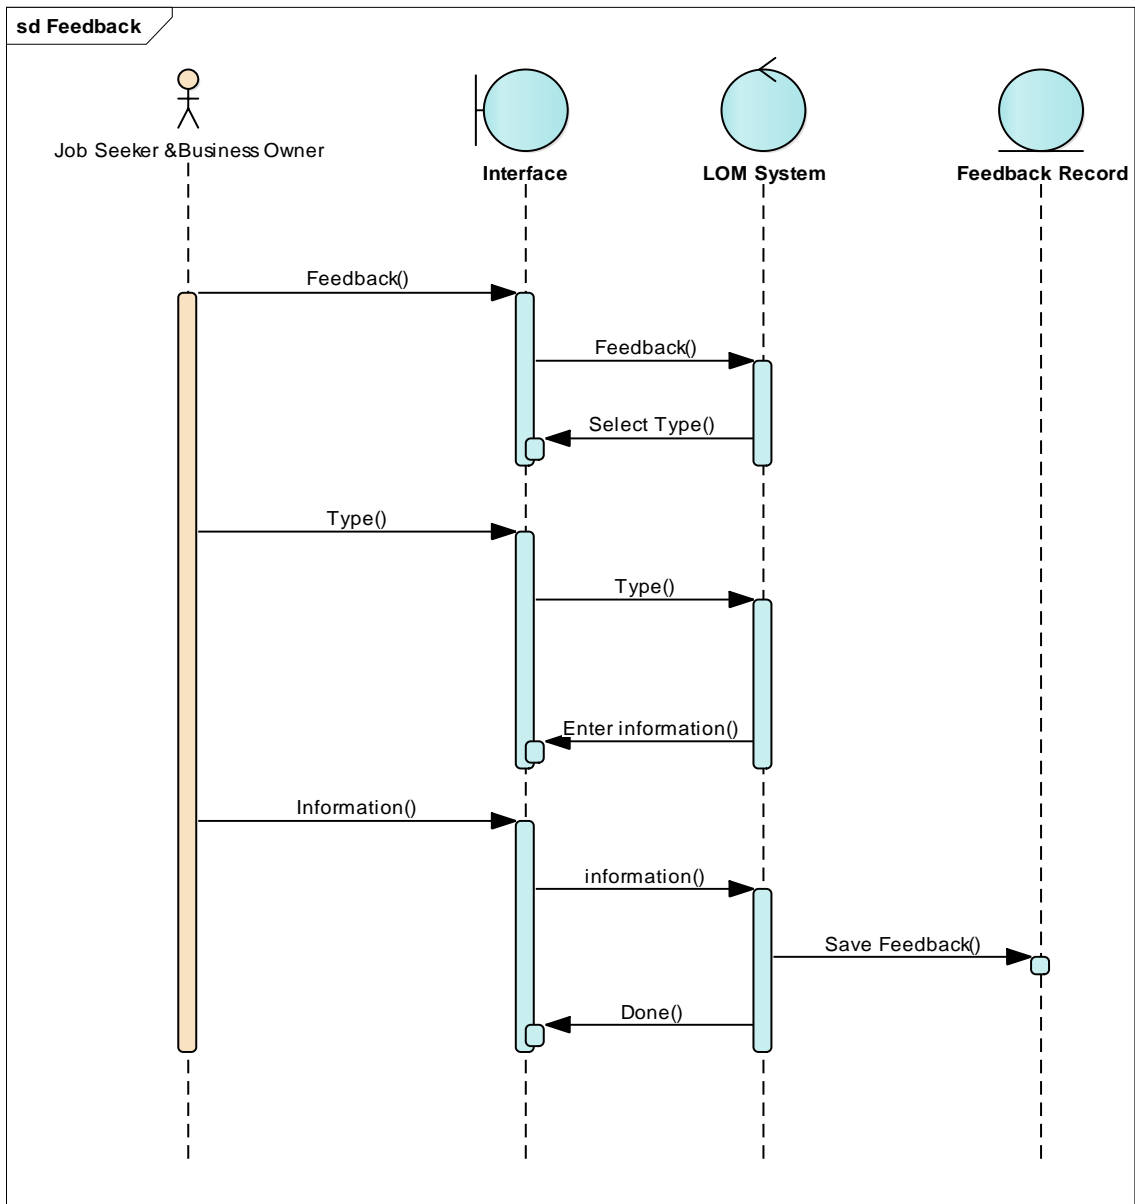 sd Feedback
Job Seeker &Business Owner
Interface
LOM System
Feedback Record
Feedback()
Feedback()
Select Type()
Type()
Type()
Enter information()
Information()
information()
Save Feedback()
Done()